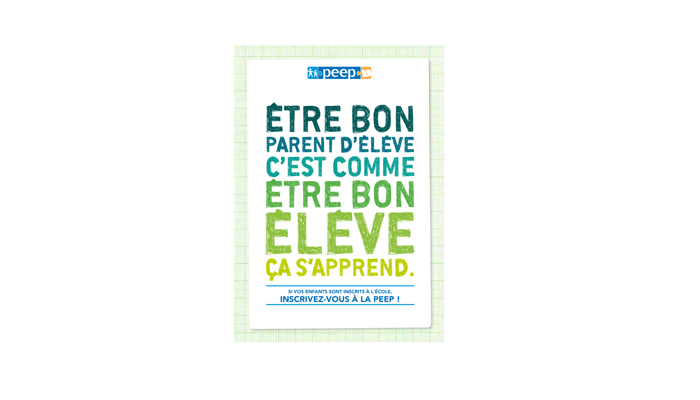 peep
ÊTRE BON
PARENT D'ÉLÈVE
C'EST COMME
ÊTRE BON
ÉLÈVE
ÇA S'APPREND.
SI VOS ENFANTS SONT INSCRITS À L'ÉCOLE,
INSCRIVEZ-VOUS À LA PEEP !